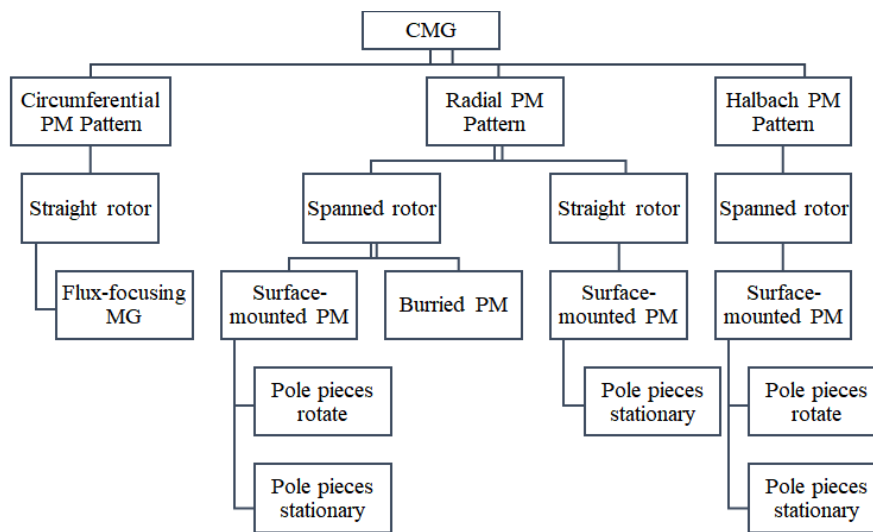 CMG
Circumferential
PM Pattern
Radial PM
Pattern
Halbach PM
Pattern
Straight rotor
Spanned rotor
Straight rotor
Spanned rotor
Flux-focusing
MG
Surface-
mounted PM
Burried PM
Surface-
mounted PM
Surface-
mounted PM
Pole pieces
rotate
Pole pieces
stationary
Pole pieces
rotate
Pole pieces
stationary
Pole pieces
stationary